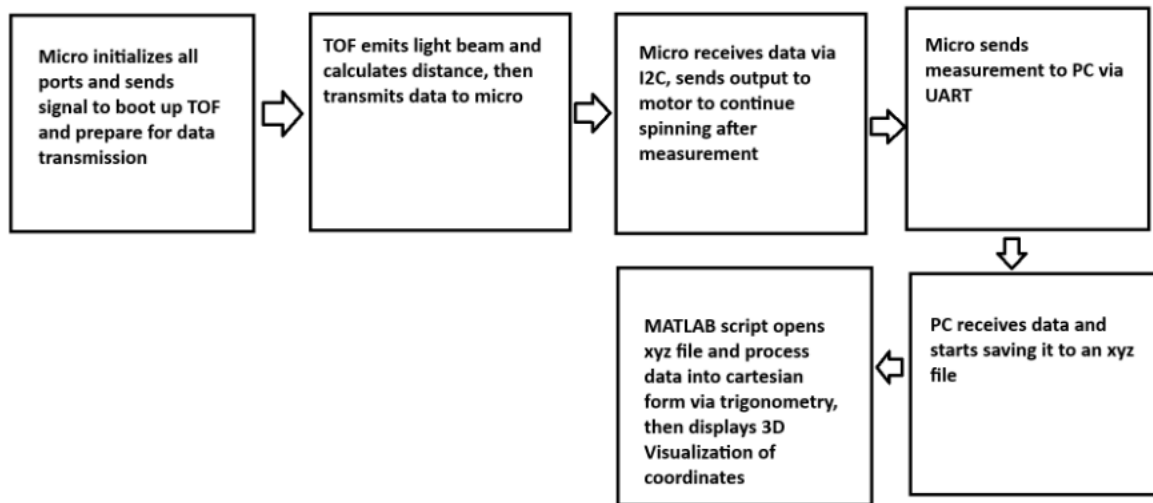 Micro initializes all
ports and sends
signal to boot up TOF
and prepare for data
transmission
TOF emits light beam and
calculates distance, then
transmits data to micro
Micro receives data via
I2C, sends output to
motor to continue
spinning after
measurement
Micro sends
measurement to PC via
UART
PC receives data and
starts saving it to an xyz
file
MATLAB script opens
xyz file and process
data into cartesian
form via trigonometry,
then displays 3D
Visualization of
coordinates